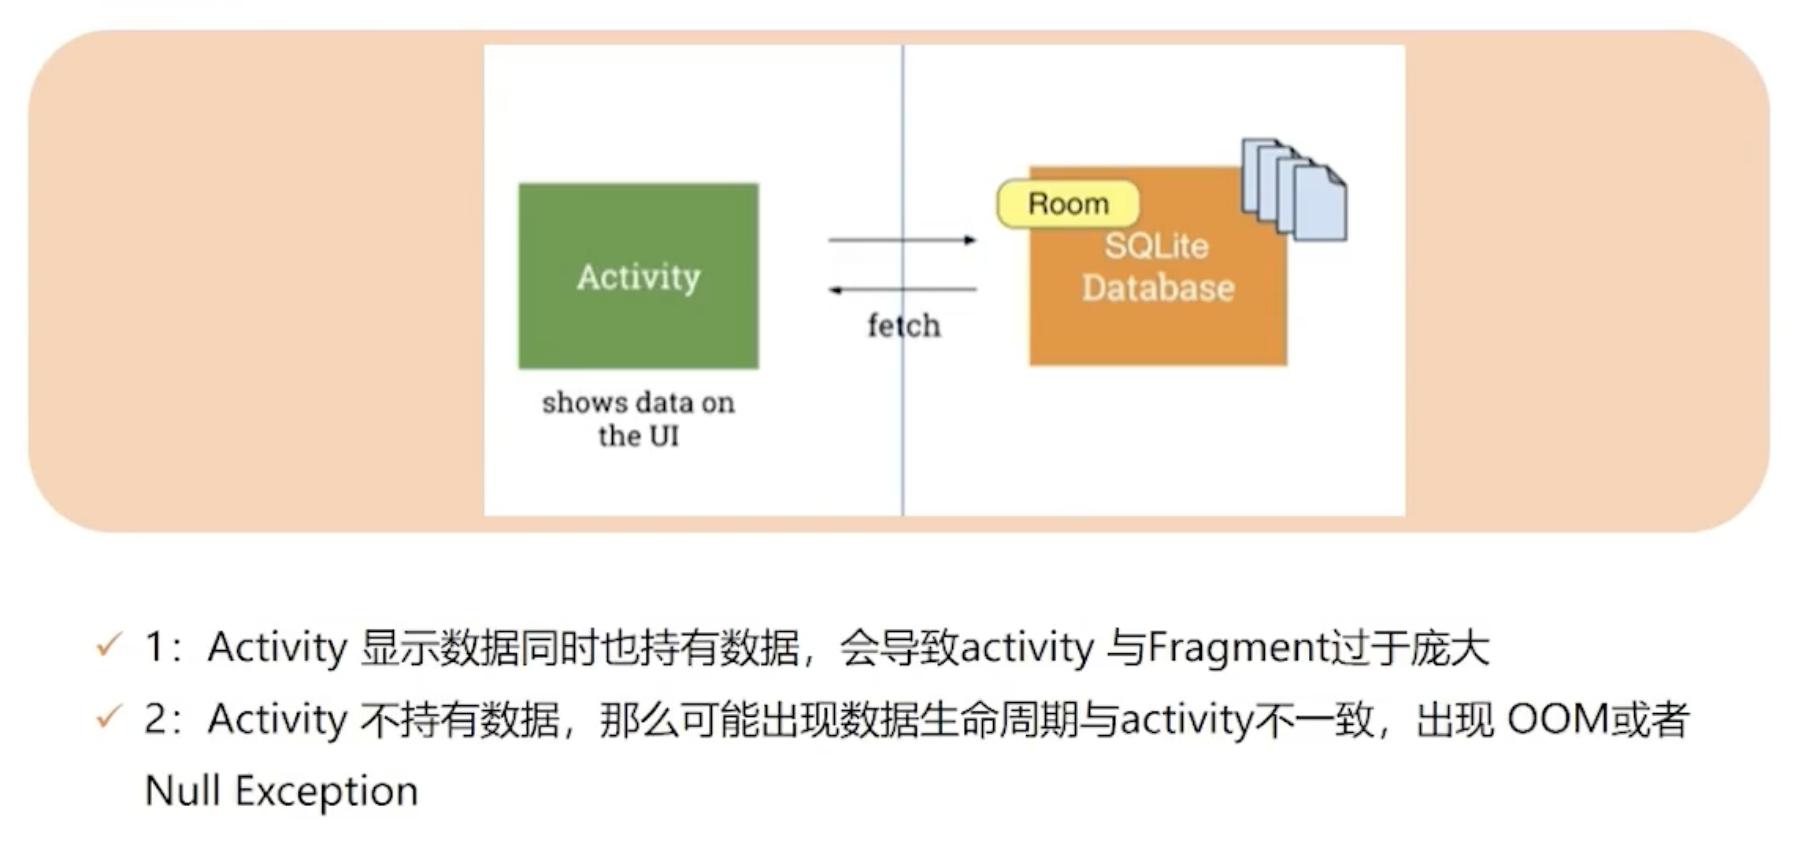 Activity
shows data on
the UI
fetch
Room
SQLite
Database
1：Activity 显示数据同时也持有数据，会导致activity 与Fragment过于庞大
2：Activity 不持有数据，那么可能出现数据生命周期与activity不一致，出现 OOM或者
Null Exception